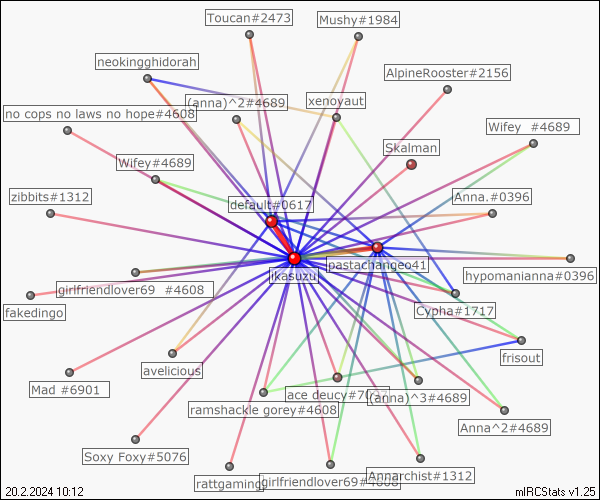 Toucan#2473
Mushy#1984
neokingghidorah
AlpineRooster#2156
(anna)^2#4689
xenoyaut
no cops no laws no hope#4608
Wifey  #4689
Skalman
Wifey#4689
zibbits#1312
Anna.#0396
default#0617
pastachangeo41
ikasuzu
hypomanianna#0396
girlfriendlover69  #4608
fakedingo
Cypha#1717
frisout
avelicious
Mad #6901
ace deucy#
(anna)^3#4689
ramshackle gorey#4608
Anna^2#4689
Soxy Foxy#5076
rattgamming
girlfriendlover69#4608
Annarchist#1312
20.2.2024 10:12
mIRCStats v1.25